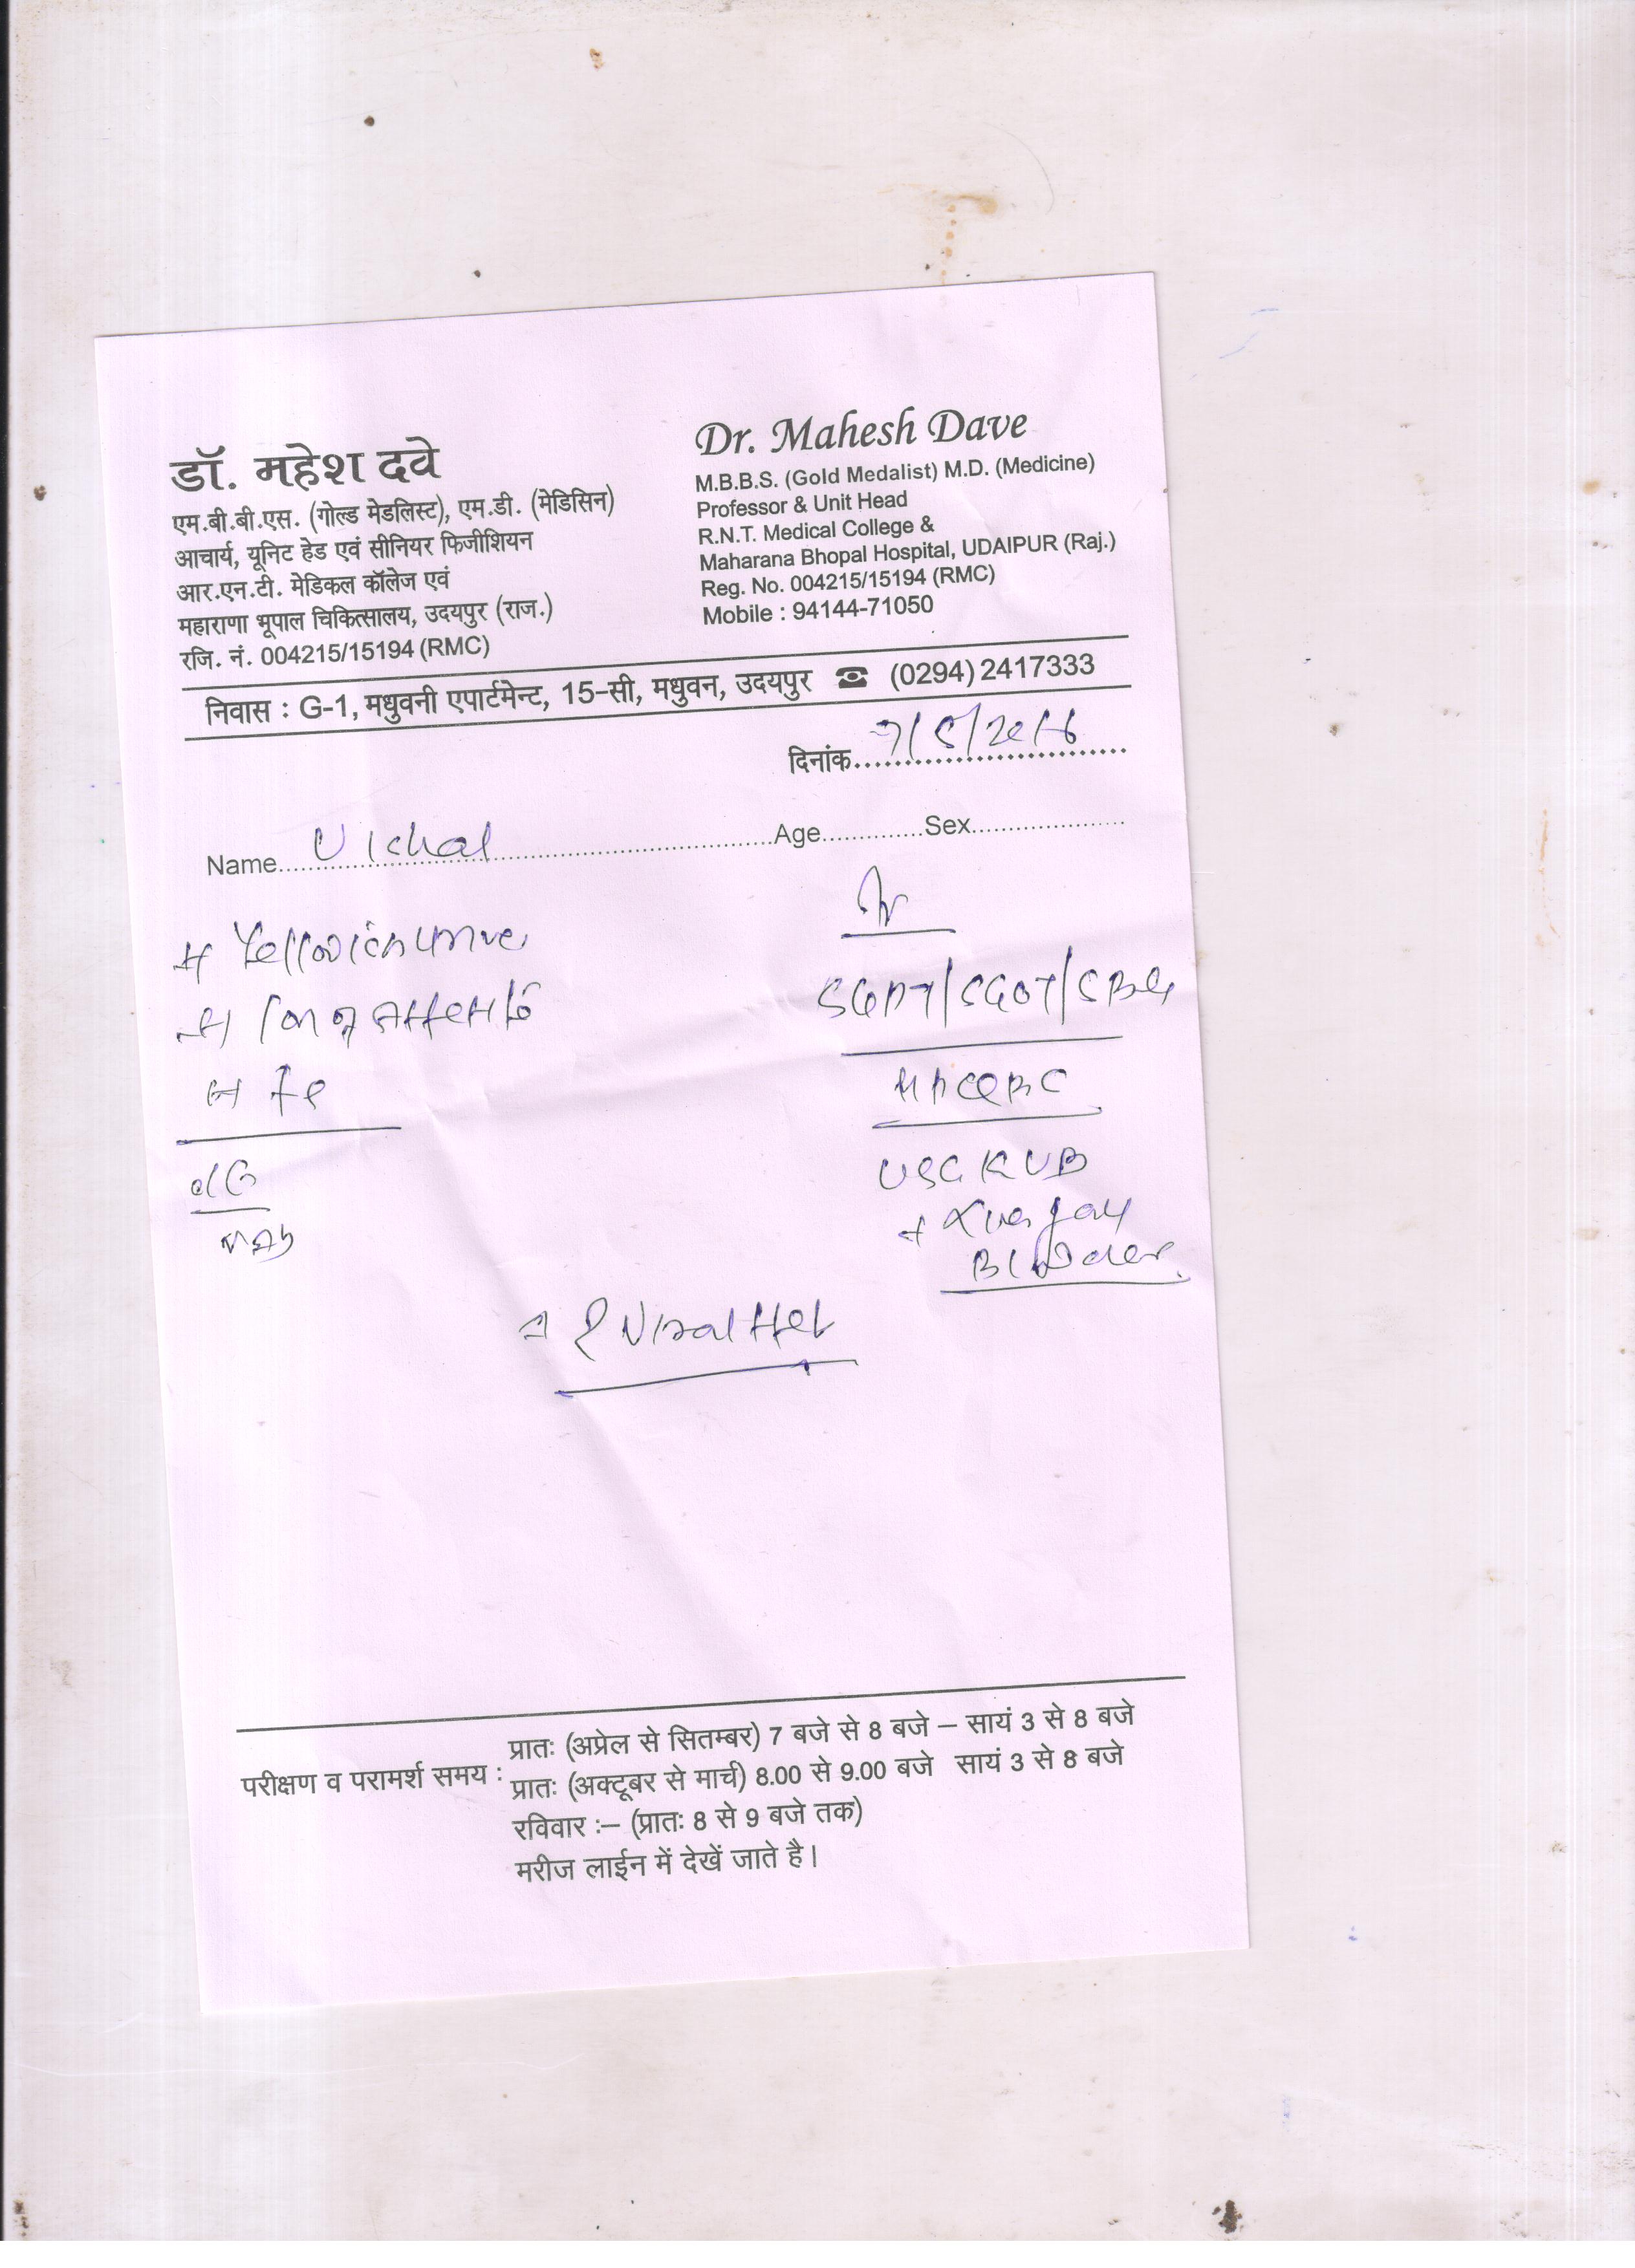 डॉ. महेश दवे
एम.बी.बी.एस. (गोल्ड मेडलिस्ट), एम.डी. (मेडिसिन)
आचार्य, यूनिट हेड एवं सीनियर फिजीशियन
आर.एन.टी. मेडिकल कॉलेज एवं
महाराणा भूपाल चिकित्सालय, उदयपुर (राज.)
रजि. नं. 004215/15194 (RMC)
Dr. Mahesh Dave
M.B.B.S. (Gold Medalist) M.D. (Medicine)
Professor & Unit Head
R.N.T. Medical College &
Maharana Bhopal Hospital, UDAIPUR (Raj.)
Reg. No. 004215/15194 (RMC)
Mobile : 94144-71050
निवास : G-1, मधुवनी एपार्टमेन्ट, 15-सी, मधुवन, उदयपुर ☎ (0294) 2417333
दिनांक
Name Vishal Age Sex
Yellowish urine
SGPT/SGOT/
USG KUB
+ Liver
Bladder
? Viral Hep
परीक्षण व परामर्श समय : प्रातः (अप्रेल से सितम्बर) 7 बजे से 8 बजे – सायं 3 से 8 बजे
प्रातः (अक्टूबर से मार्च) 8.00 से 9.00 बजे सायं 3 से 8 बजे
रविवार :– (प्रातः 8 से 9 बजे तक)
मरीज लाईन में देखें जाते है।